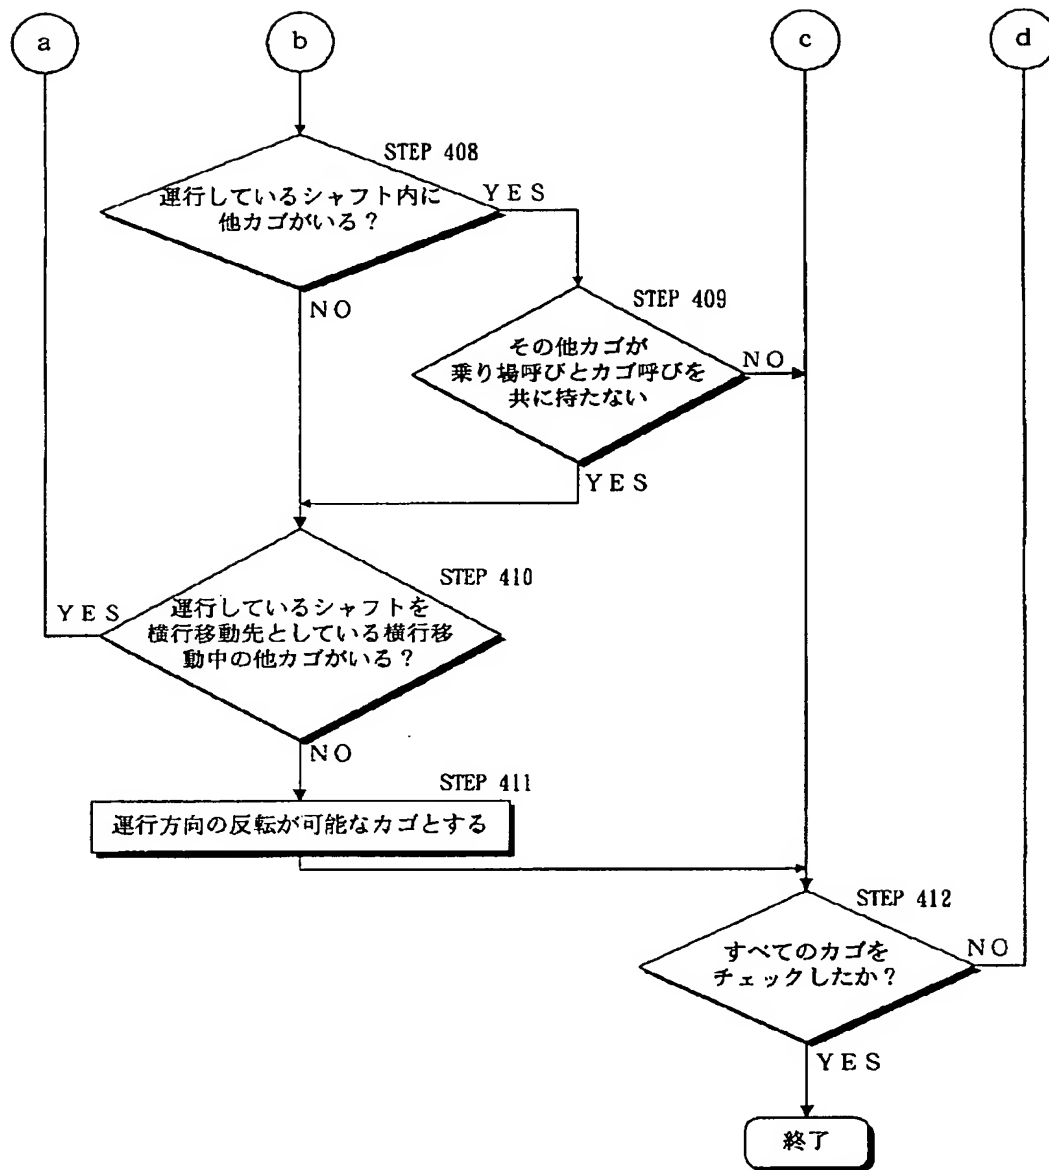 a
b
c
d
STEP 408
運行しているシャフト内に
他カゴがいる？
YES
NO
STEP 409
その他カゴが
乗り場呼びとカゴ呼びを
共に持たない
NO
YES
STEP 410
運行しているシャフトを
横行移動先としている横行移
動中の他カゴがいる？
YES
NO
STEP 411
運行方向の反転が可能なカゴとする
STEP 412
すべてのカゴを
チェックしたか？
NO
YES
終了